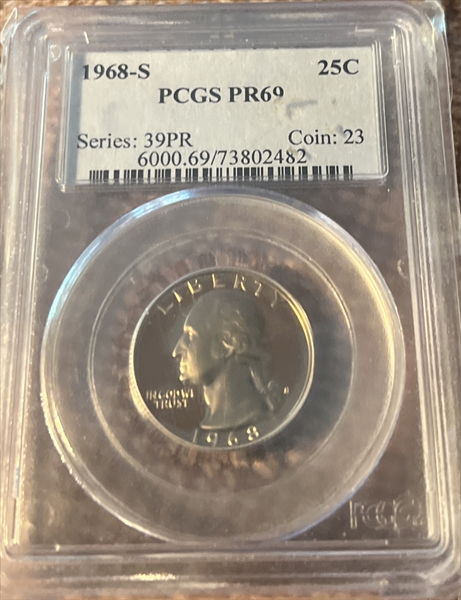 1968-S 25C
PCGS PR69
Series: 39PR Coin: 23
6000.69/73802482
LIBERTY
IN GOD WE
TRUST
S
1968
PCGS